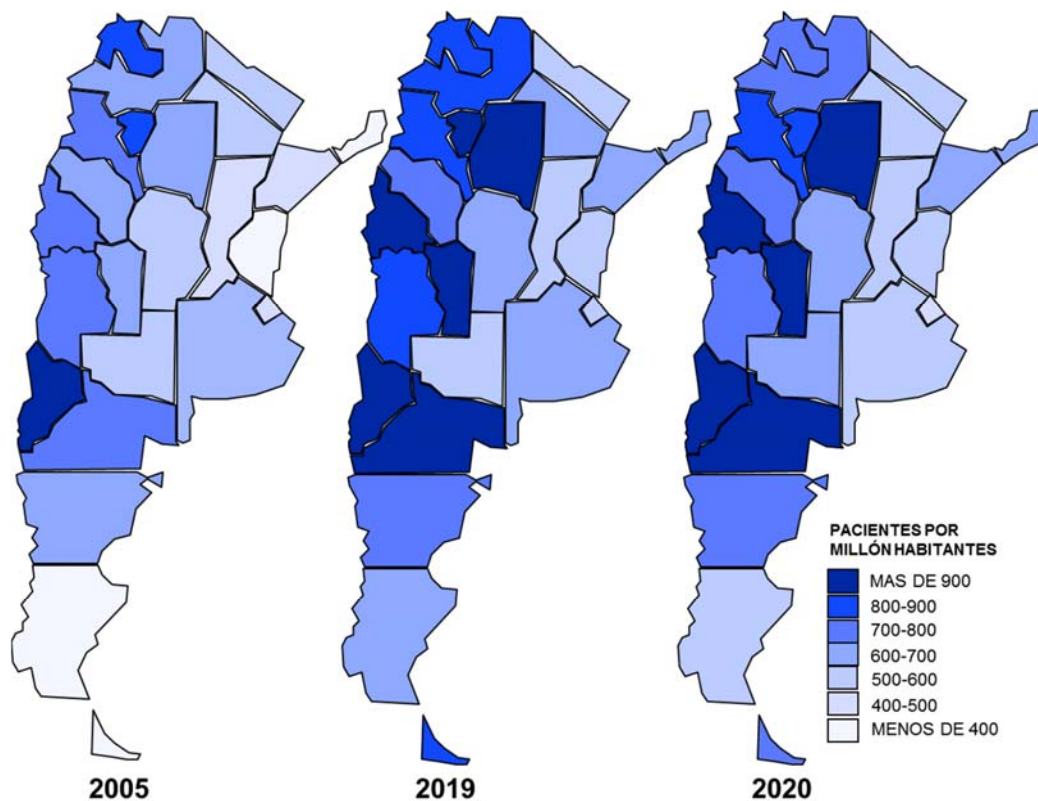 PACIENTES POR
MILLÓN HABITANTES
MAS DE 900
800-900
700-800
600-700
500-600
400-500
MENOS DE 400
2005
2019
2020